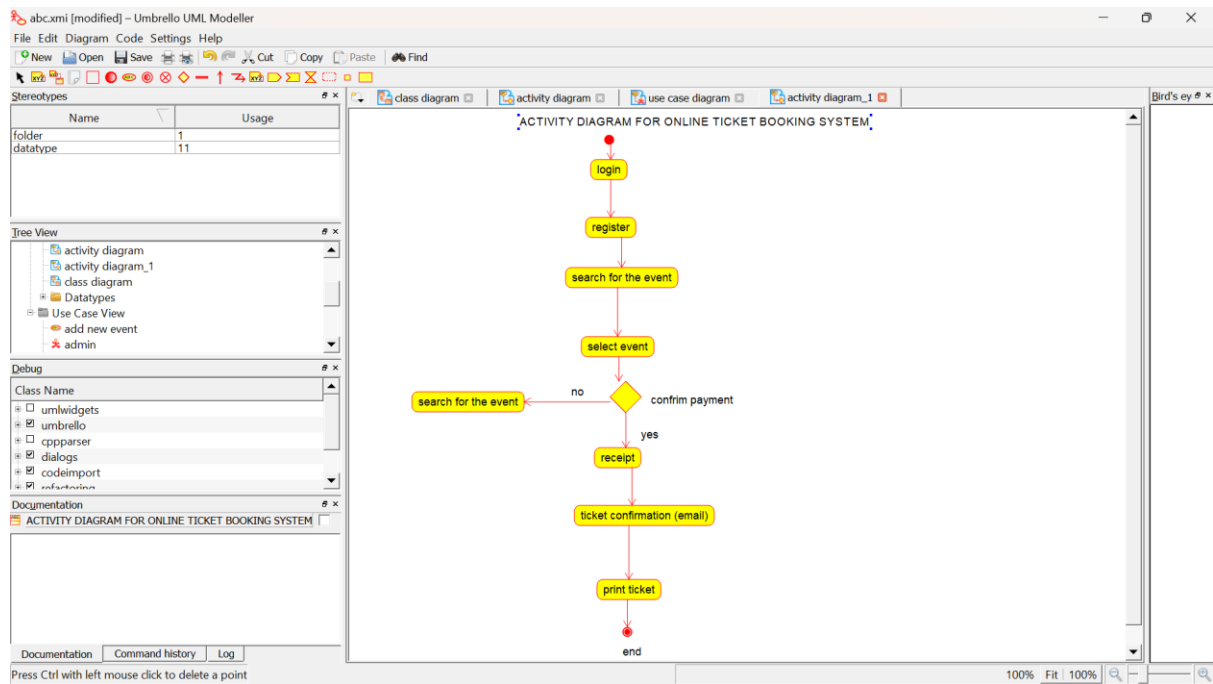 abc.xmi [modified] – Umbrello UML Modeller
File Edit Diagram Code Settings Help
New Open Save Cut Copy Paste Find
Stereotypes
Name Usage
folder 1
datatype 11
Tree View
activity diagram
activity diagram_1
class diagram
Datatypes
Use Case View
add new event
admin
Debug
Class Name
umlwidgets
umbrello
cppparser
dialogs
codeimport
refactoring
Documentation
ACTIVITY DIAGRAM FOR ONLINE TICKET BOOKING SYSTEM
Documentation Command history Log
Press Ctrl with left mouse click to delete a point
class diagram activity diagram use case diagram activity diagram_1
ACTIVITY DIAGRAM FOR ONLINE TICKET BOOKING SYSTEM
login
register
search for the event
select event
no
search for the event
confrim payment
yes
receipt
ticket confirmation (email)
print ticket
end
Bird's ey
100% Fit 100%